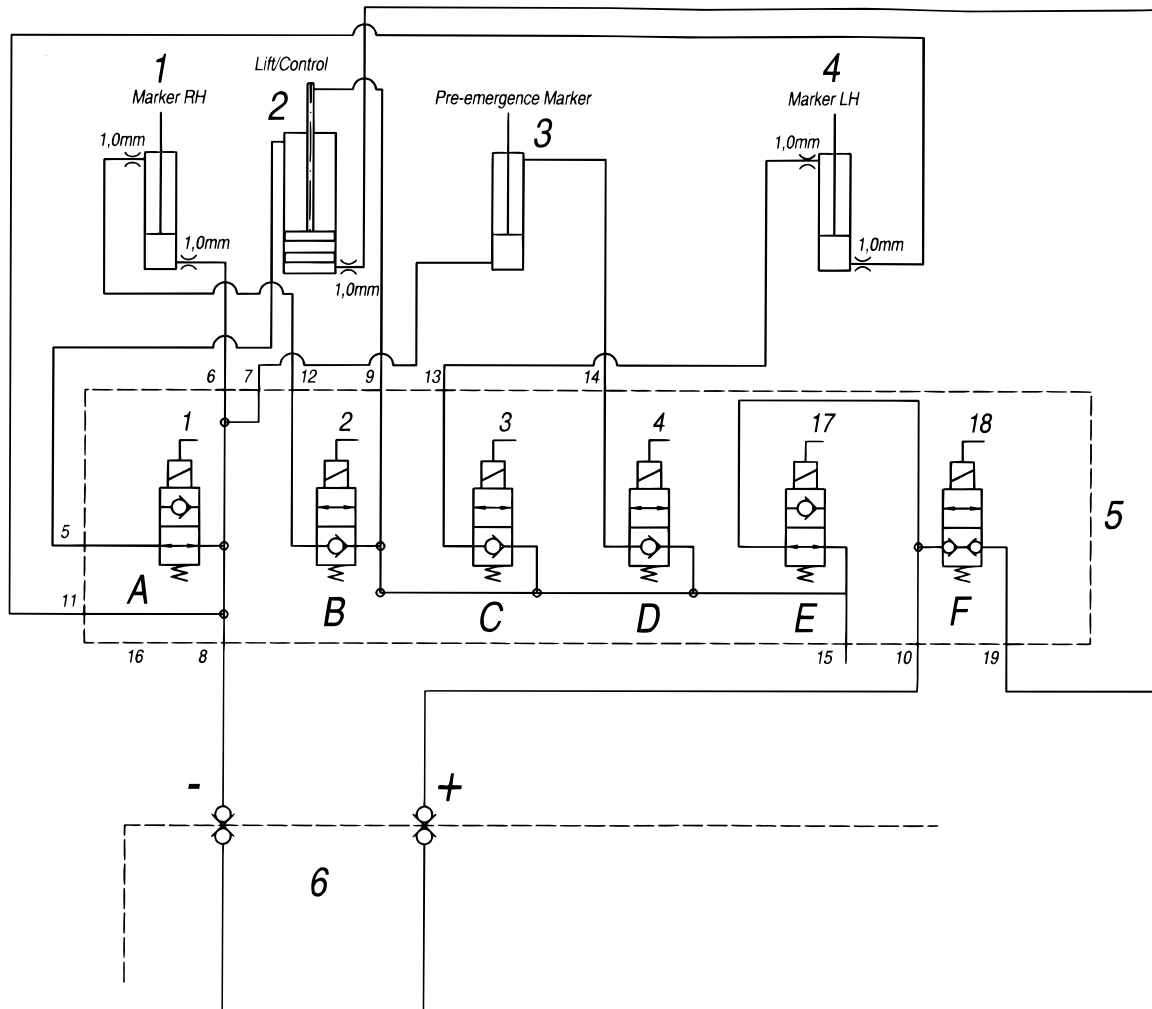 Lift/Control
1
Marker RH
2
Pre-emergence Marker
3
4
Marker LH
1,0mm
1,0mm
1,0mm
1,0mm
1,0mm
6 7 12 9 13 14
1 2 3 4 17 18
5
5
A B C D E F
11
16 8 15 10 19
- +
6